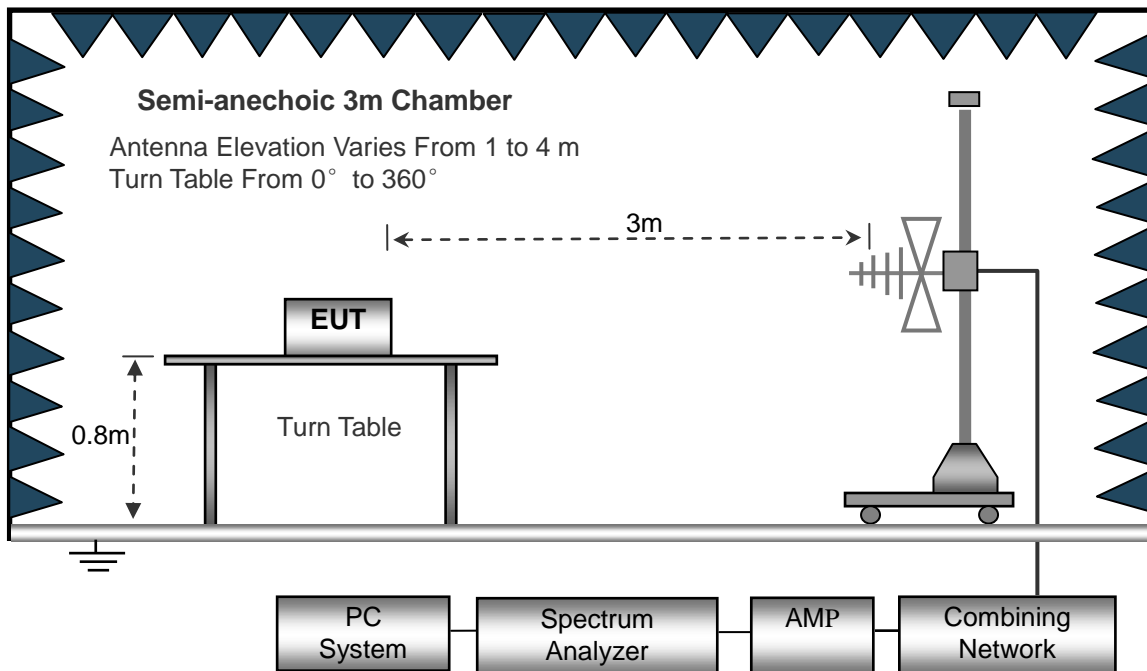 Semi-anechoic 3m Chamber
Antenna Elevation Varies From 1 to 4 m
Turn Table From 0° to 360°
3m
EUT
0.8m
Turn Table
PC
System
Spectrum
Analyzer
AMP
Combining
Network